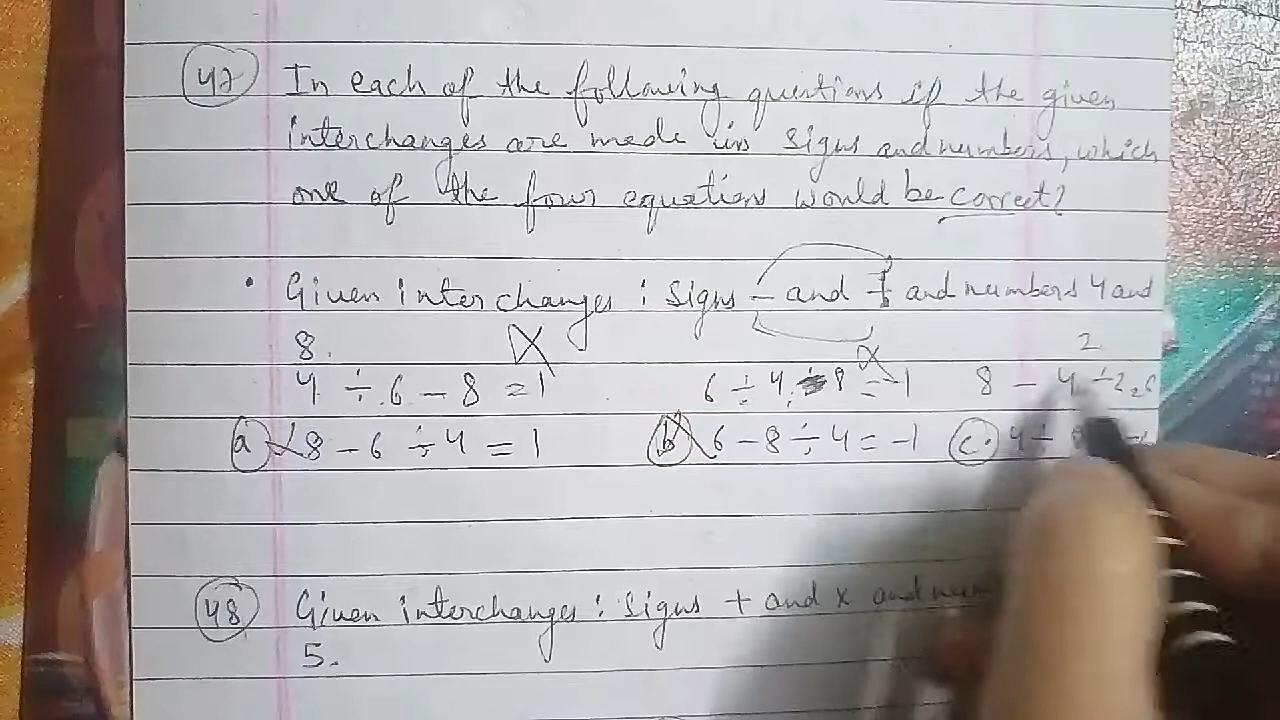 47 In each of the following questions if the given
interchanges are made in signs and numbers, which
one of the four equations would be correct?
• Given interchanges : Signs – and ÷ and numbers 4 and
8. X X 2
4 ÷ 6 – 8 = 1 6 ÷ 4 8 = -1 8 – 4 ÷ 2
(a) 8 – 6 ÷ 4 = 1 (b) 6 – 8 ÷ 4 = -1 (c) 4 ÷
48 Given interchanges : Signs + and x and
5.